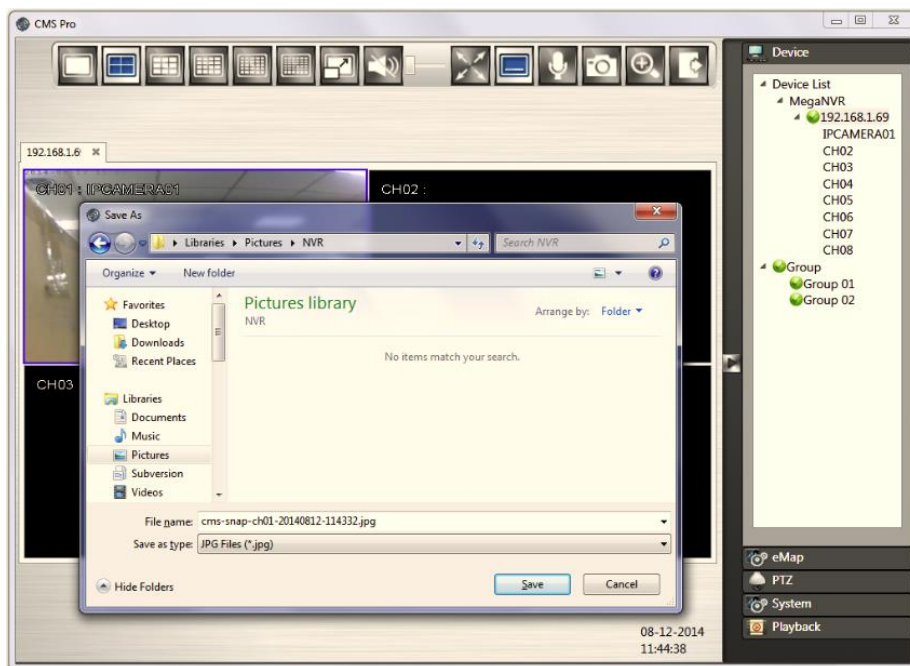 CMS Pro
Device
Device List
MegaNVR
192.168.1.69
IPCAMERA01
CH02
CH03
CH04
CH05
CH06
CH07
CH08
Group
Group 01
Group 02
192.168.1.6
CH01 : IPCAMERA01
CH02 :
CH03
Save As
Libraries
Pictures
NVR
Search NVR
Organize
New folder
Favorites
Desktop
Downloads
Recent Places
Libraries
Documents
Music
Pictures
Subversion
Videos
Pictures library
NVR
Arrange by: Folder
No items match your search.
File name: cms-snap-ch01-20140812-114332.jpg
Save as type: JPG Files (*.jpg)
Hide Folders
Save
Cancel
eMap
PTZ
System
Playback
08-12-2014
11:44:38